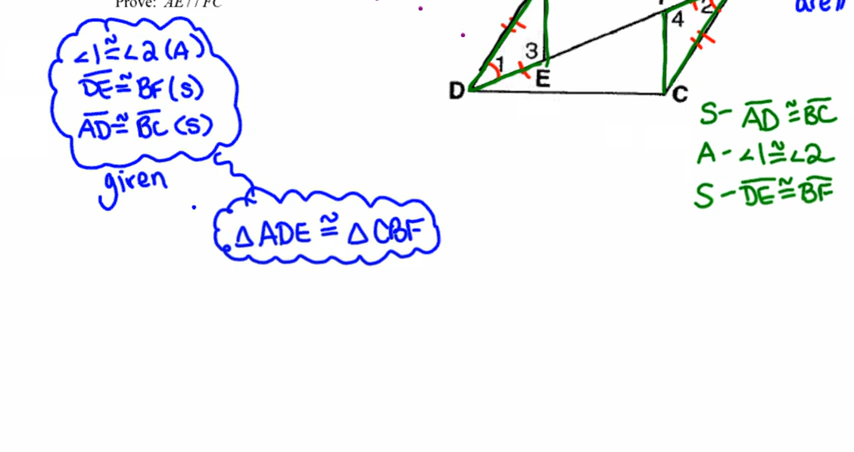 Prove: AE // FC
∠1≅∠2 (A)
DE≅BF (S)
AD≅BC (S)
given
△ADE ≅ △CBF
1
3
D
E
4
2
C
S- AD≅BC
A-∠1≅∠2
S-DE≅BF